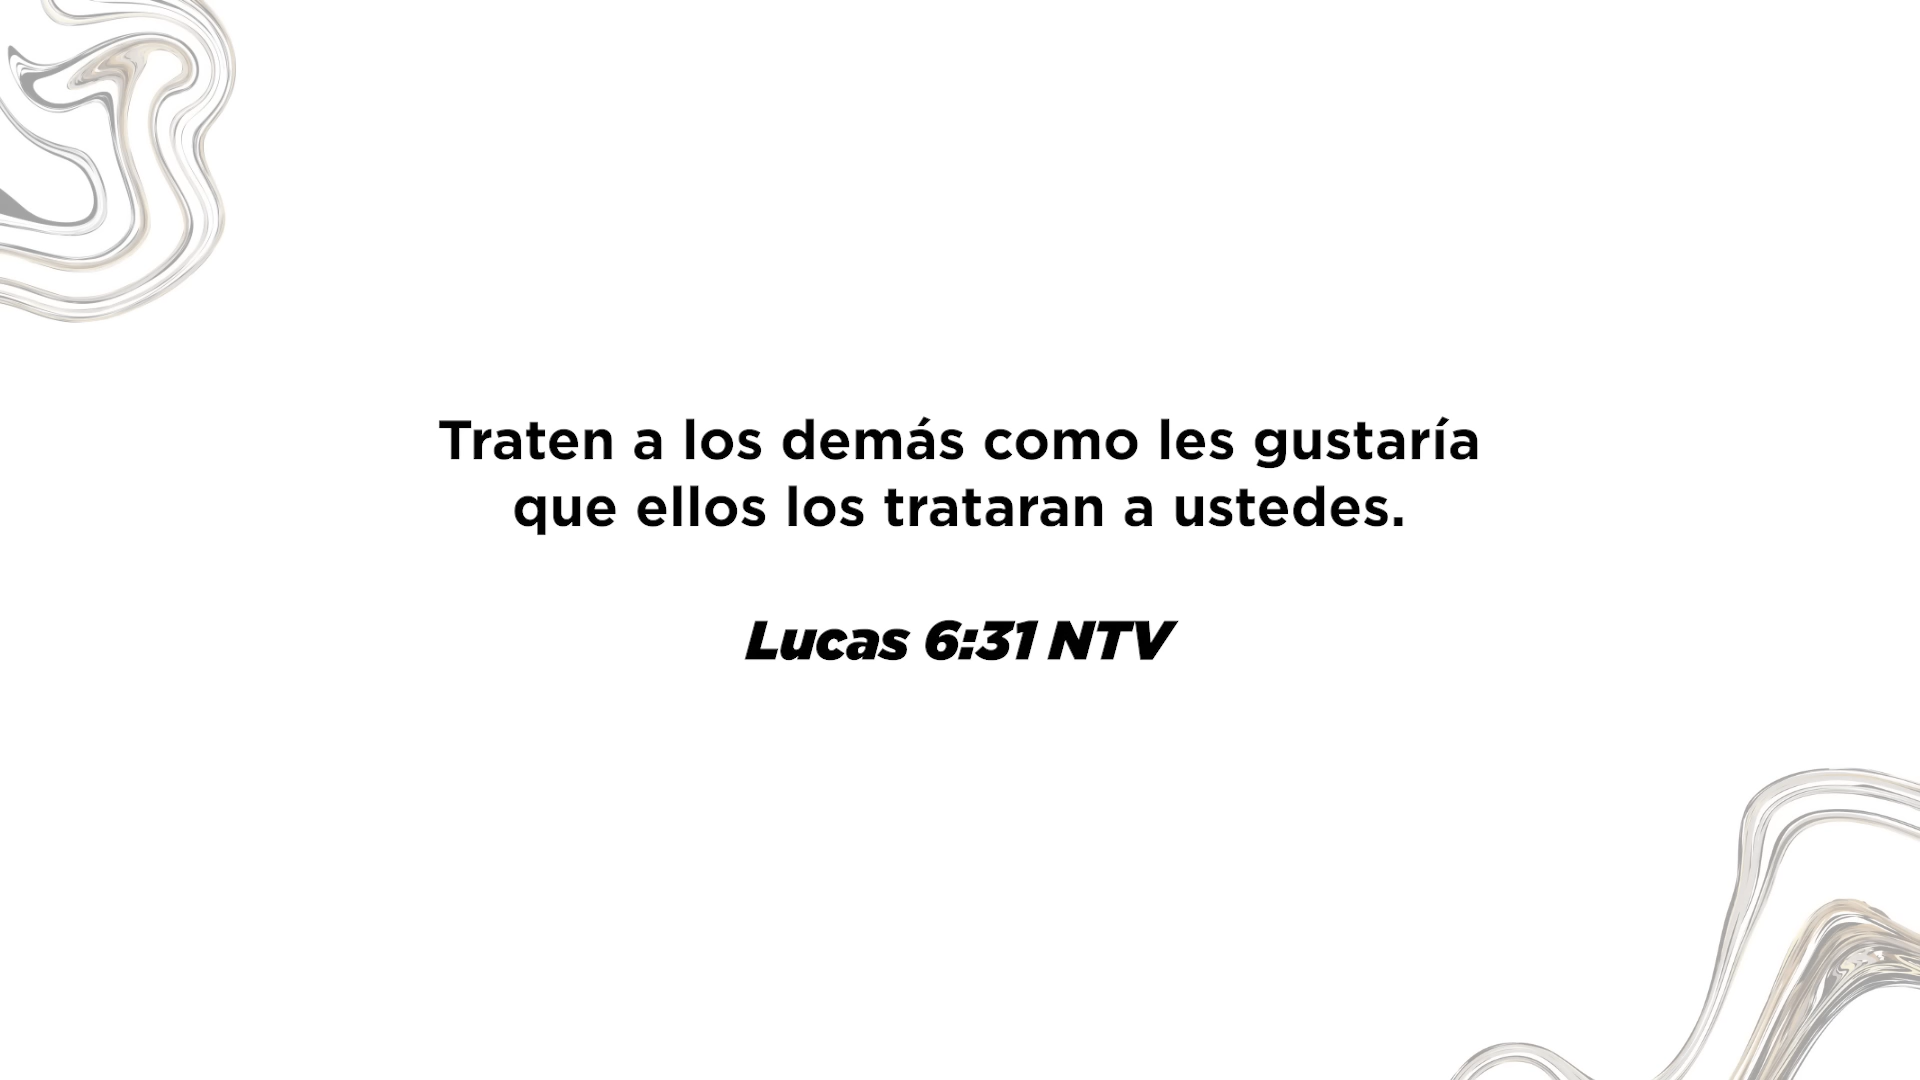 Traten a los demás como les gustaría
que ellos los trataran a ustedes.
Lucas 6:31 NTV